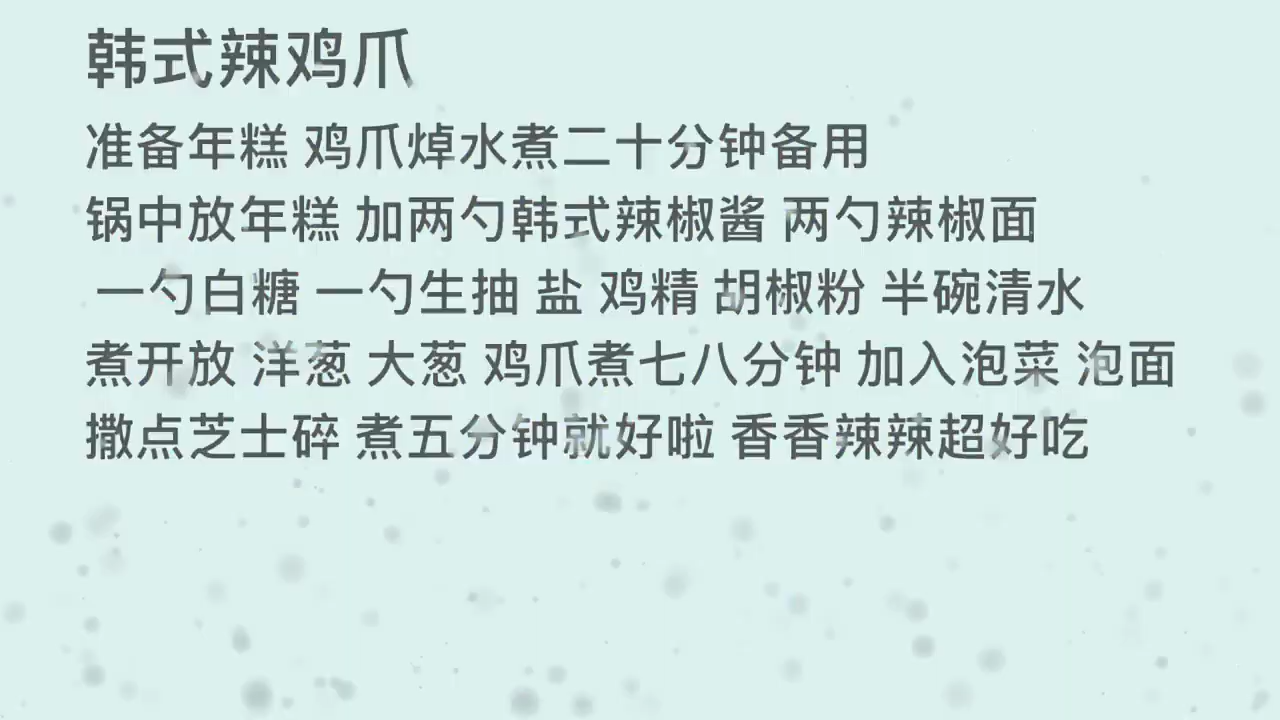 韩式辣鸡爪
准备年糕 鸡爪焯水煮二十分钟备用
锅中放年糕 加两勺韩式辣椒酱 两勺辣椒面
一勺白糖 一勺生抽 盐 鸡精 胡椒粉 半碗清水
煮开放 洋葱 大葱 鸡爪煮七八分钟 加入泡菜 泡面
撒点芝士碎 煮五分钟就好啦 香香辣辣超好吃